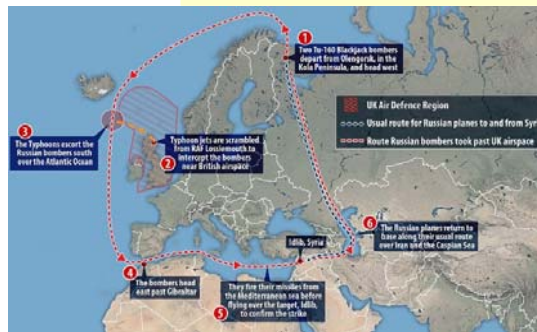 1
Two Tu-160 Blackjack bombers
depart from Olengorsk, in the
Kola Peninsula, and head west
UK Air Defence Region
Usual route for Russian planes to and from Syr
Route Russian bombers took past UK airspace
3
The Typhoons escort the
Russian bombers south
over the Atlantic Ocean
Typhoon jets are scrambled
from RAF Lossiemouth to
intercept the bombers
near British airspace
2
6
The Russian planes return to
base along their usual route
over Iran and the Caspian Sea
Idlib, Syria
4
The bombers head
east past Gibraltar
They fire their missiles from
the Mediterranean sea before
flying over the target, Idlib,
to confirm the strike
5